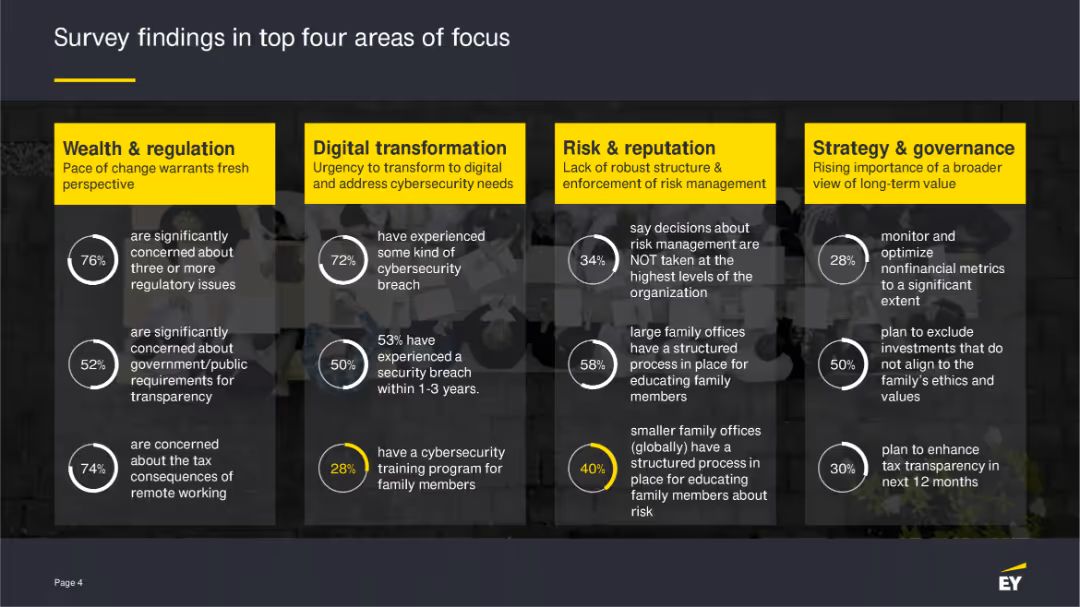 Survey findings in top four areas of focus
Wealth & regulation
Pace of change warrants fresh
perspective
76%
are significantly
concerned about
three or more
regulatory issues
52%
are significantly
concerned about
government/public
requirements for
transparency
74%
are concerned
about the tax
consequences of
remote working
Digital transformation
Urgency to transform to digital
and address cybersecurity needs
72%
have experienced
some kind of
cybersecurity
breach
50%
53% have
experienced a
security breach
within 1-3 years.
28%
have a cybersecurity
training program for
family members
Risk & reputation
Lack of robust structure &
enforcement of risk management
34%
say decisions about
risk management are
NOT taken at the
highest levels of the
organization
58%
large family offices
have a structured
process in place for
educating family
members
40%
smaller family offices
(globally) have a
structured process in
place for educating
family members about
risk
Strategy & governance
Rising importance of a broader
view of long-term value
28%
monitor and
optimize
nonfinancial metrics
to a significant
extent
50%
plan to exclude
investments that do
not align to the
family's ethics and
values
30%
plan to enhance
tax transparency in
next 12 months
Page 4
EY